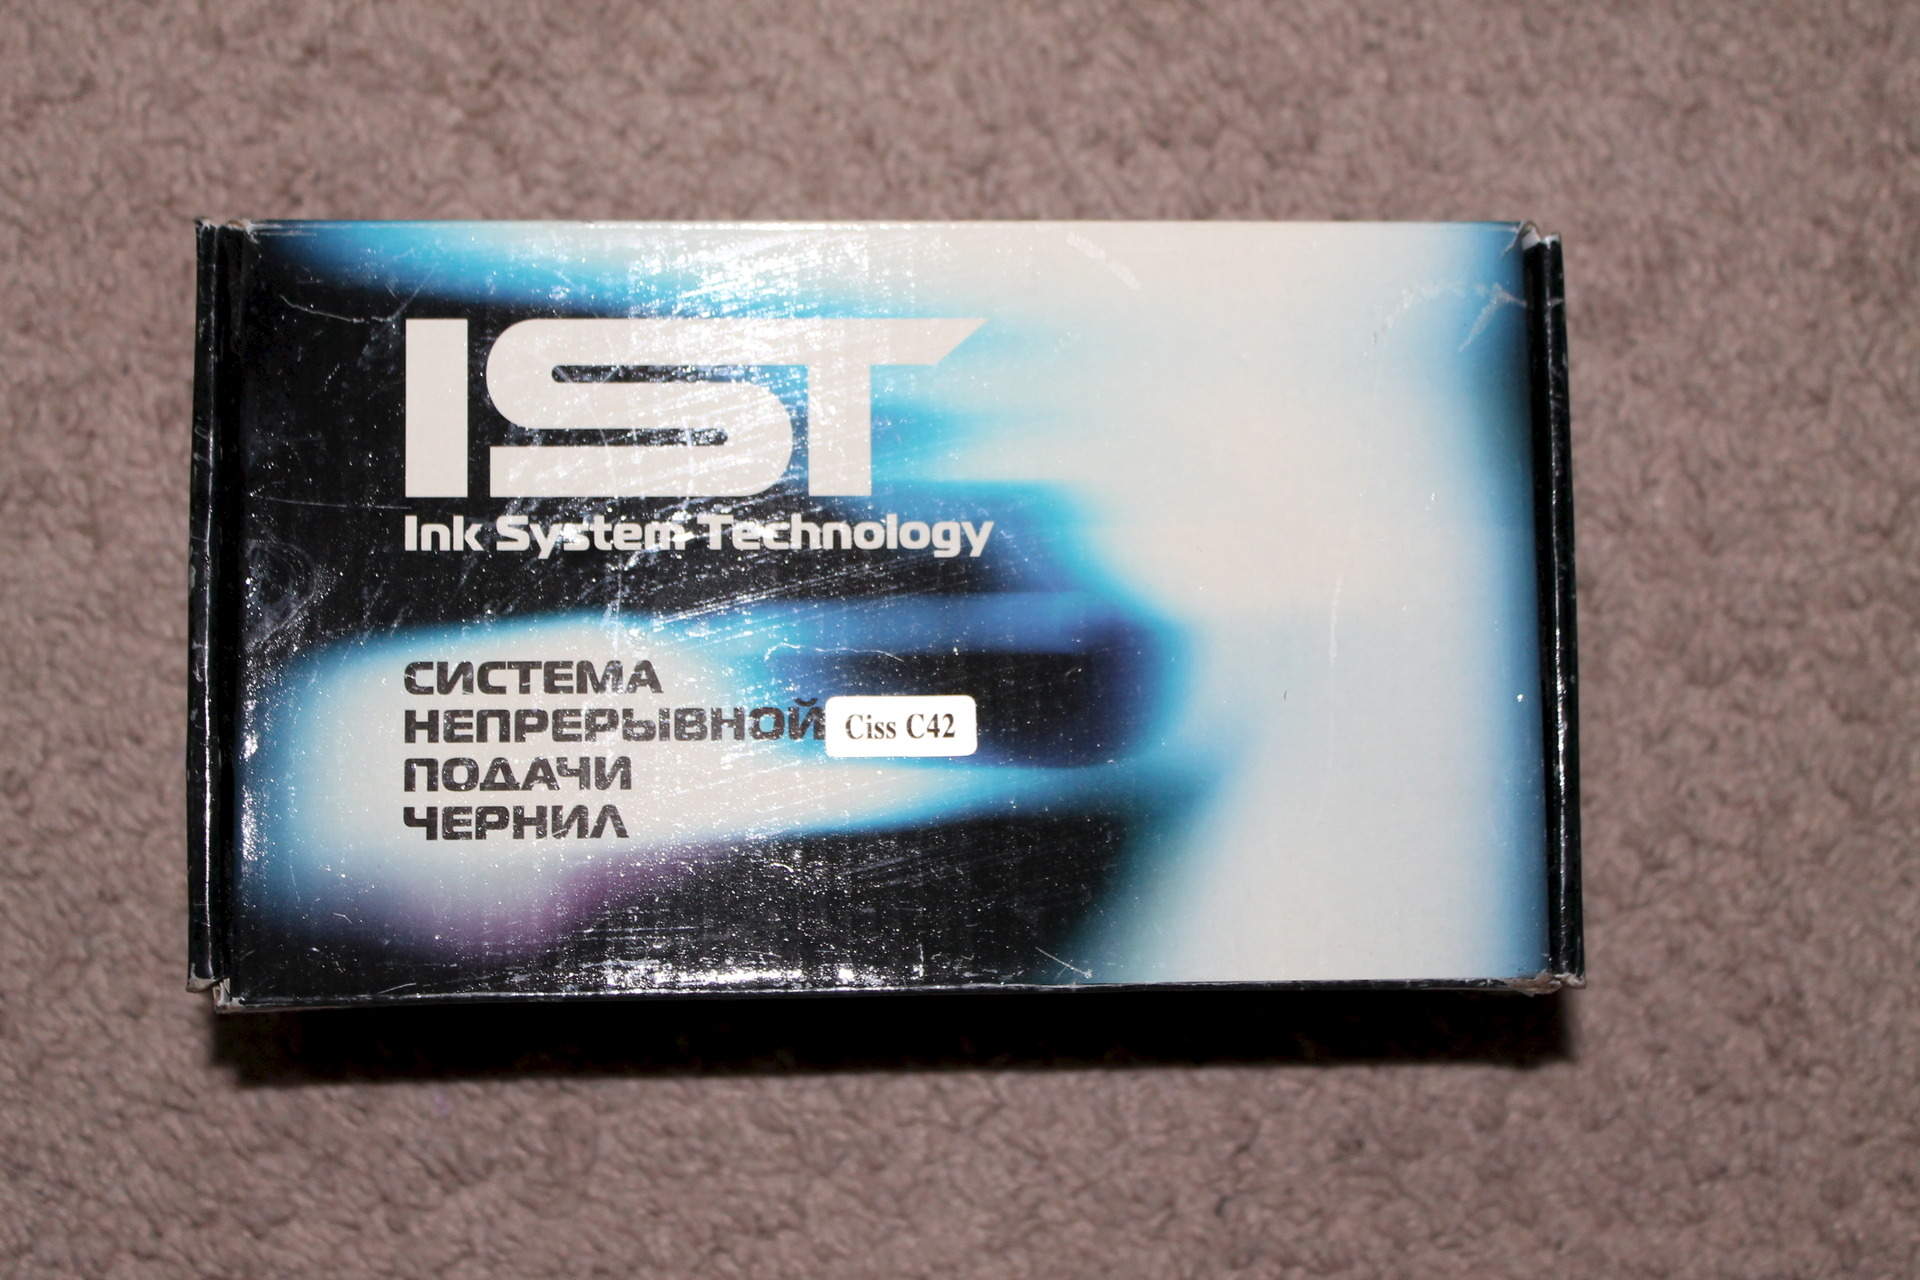 IST
Ink System Technology
СИСТЕМА
НЕПРЕРЫВНОЙ Ciss C42
ПОДАЧИ
ЧЕРНИЛ